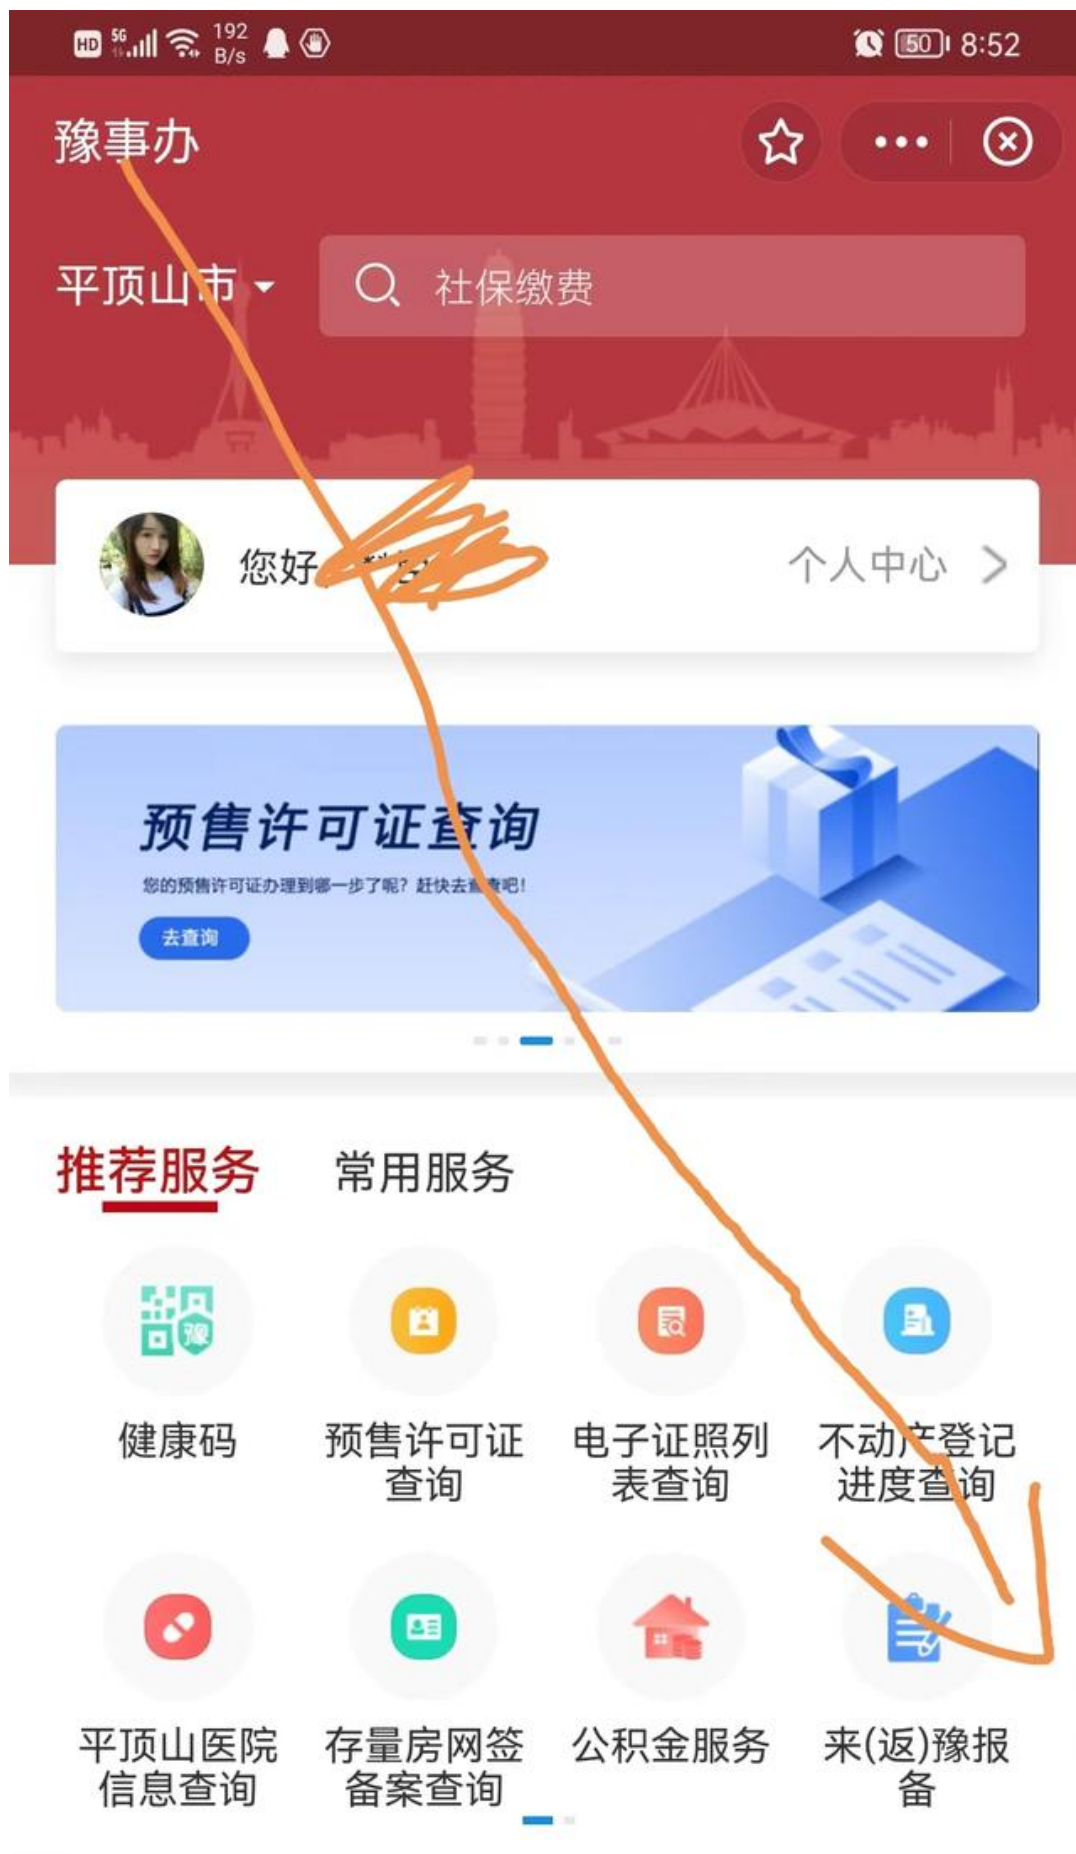 HD 5G 192 B/s 50 8:52
豫事办
平顶山市 社保缴费
您好 个人中心
预售许可证查询
您的预售许可证办理到哪一步了呢？赶快去查查吧！
去查询
推荐服务 常用服务
豫
健康码 预售许可证 电子证照列 不动产登记
查询 表查询 进度查询
平顶山医院 存量房网签 公积金服务 来(返)豫报
信息查询 备案查询 备